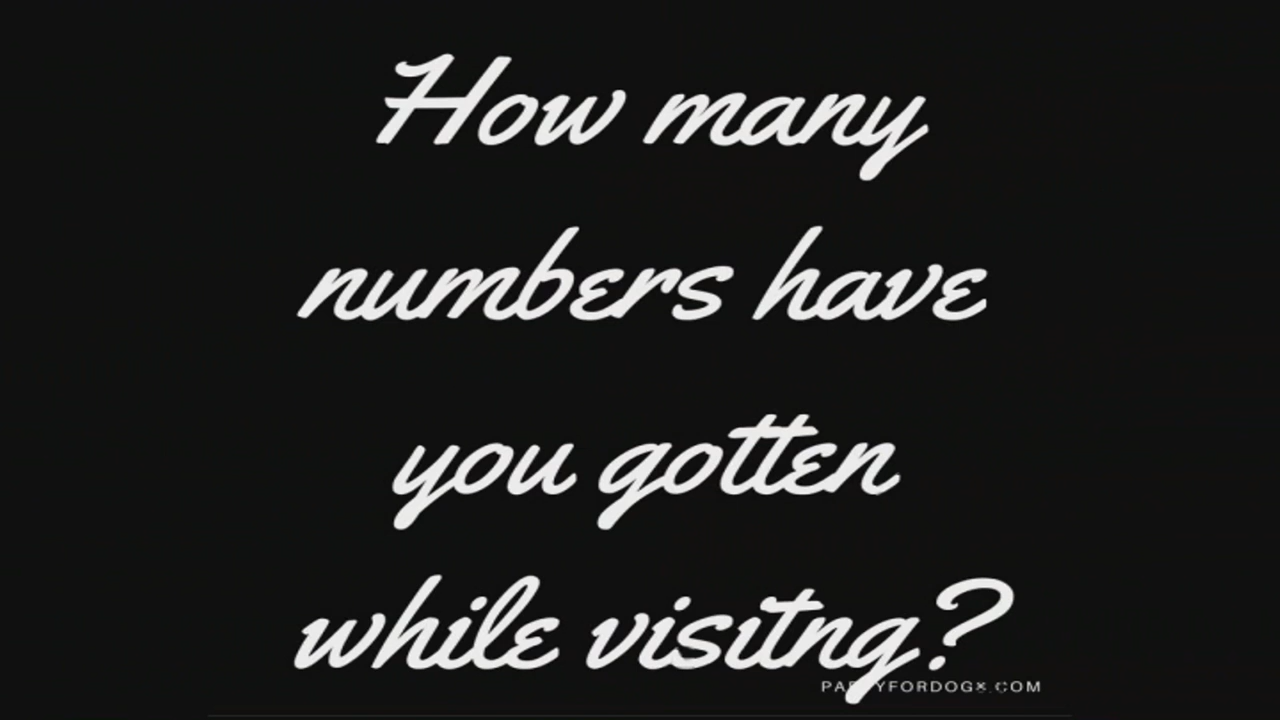 How many
numbers have
you gotten
while visitng?